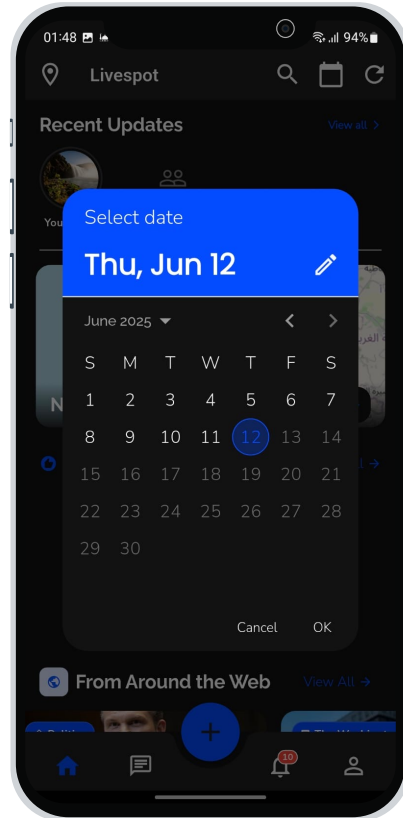 01:48 94%
Livespot
Recent Updates View all >
You
Select date
Thu, Jun 12
June 2025
S M T W T F S
1 2 3 4 5 6 7
8 9 10 11 12 13 14
15 16 17 18 19 20 21
22 23 24 25 26 27 28
29 30
Cancel OK
From Around the Web View All →
10